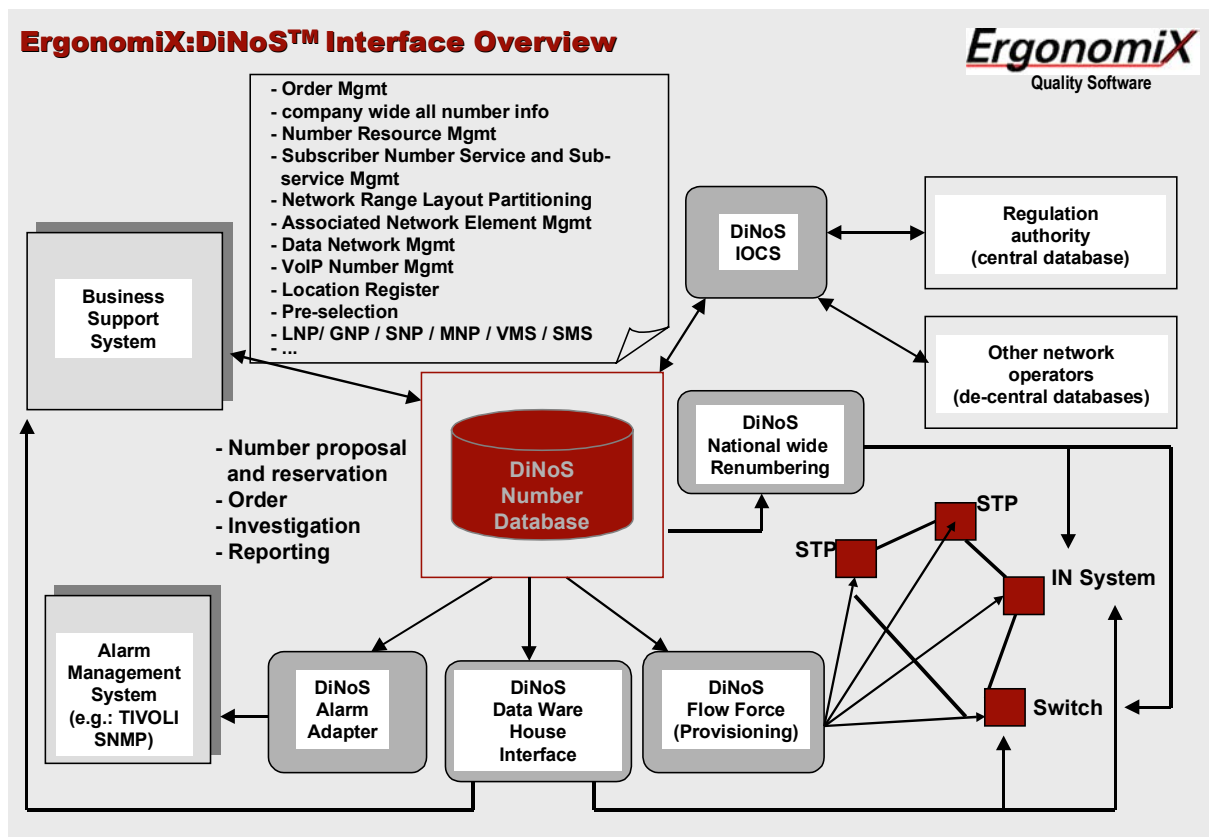 ErgonomiX:DiNoS™ Interface Overview
ErgonomiX
Quality Software
- Order Mgmt
- company wide all number info
- Number Resource Mgmt
- Subscriber Number Service and Sub-
service Mgmt
- Network Range Layout Partitioning
- Associated Network Element Mgmt
- Data Network Mgmt
- VoIP Number Mgmt
- Location Register
- Pre-selection
- LNP/ GNP / SNP / MNP / VMS / SMS
- ...
Business
Support
System
DiNoS
IOCS
Regulation
authority
(central database)
Other network
operators
(de-central databases)
- Number proposal
and reservation
- Order
- Investigation
- Reporting
DiNoS
Number
Database
DiNoS
National wide
Renumbering
STP
STP
IN System
Switch
Alarm
Management
System
(e.g.: TIVOLI
SNMP)
DiNoS
Alarm
Adapter
DiNoS
Data Ware
House
Interface
DiNoS
Flow Force
(Provisioning)